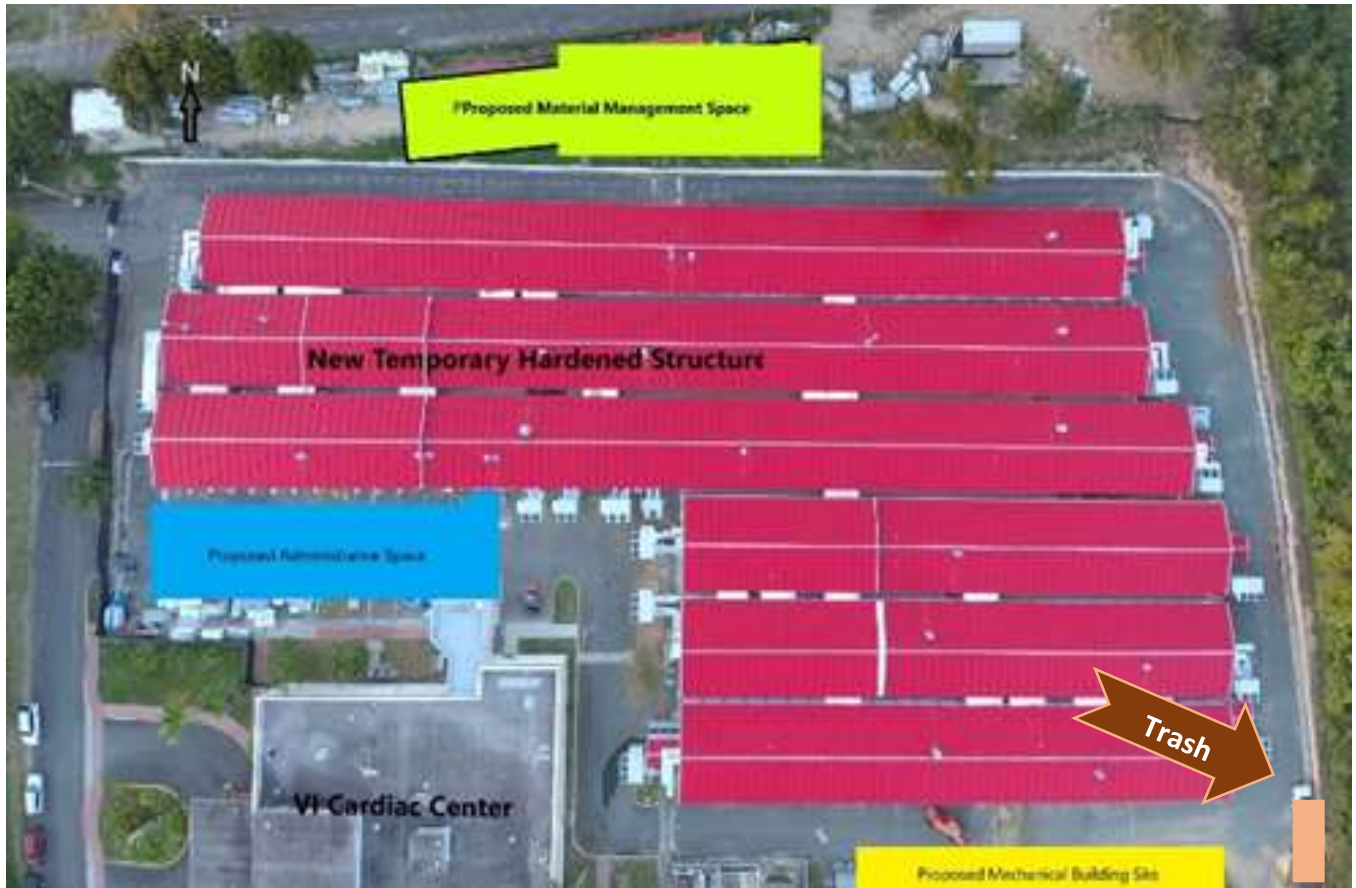 N
Proposed Material Management Space
New Temporary Hardened Structure
Proposed Administrative Space
Trash
VI Cardiac Center
Proposed Mechanical Building Site